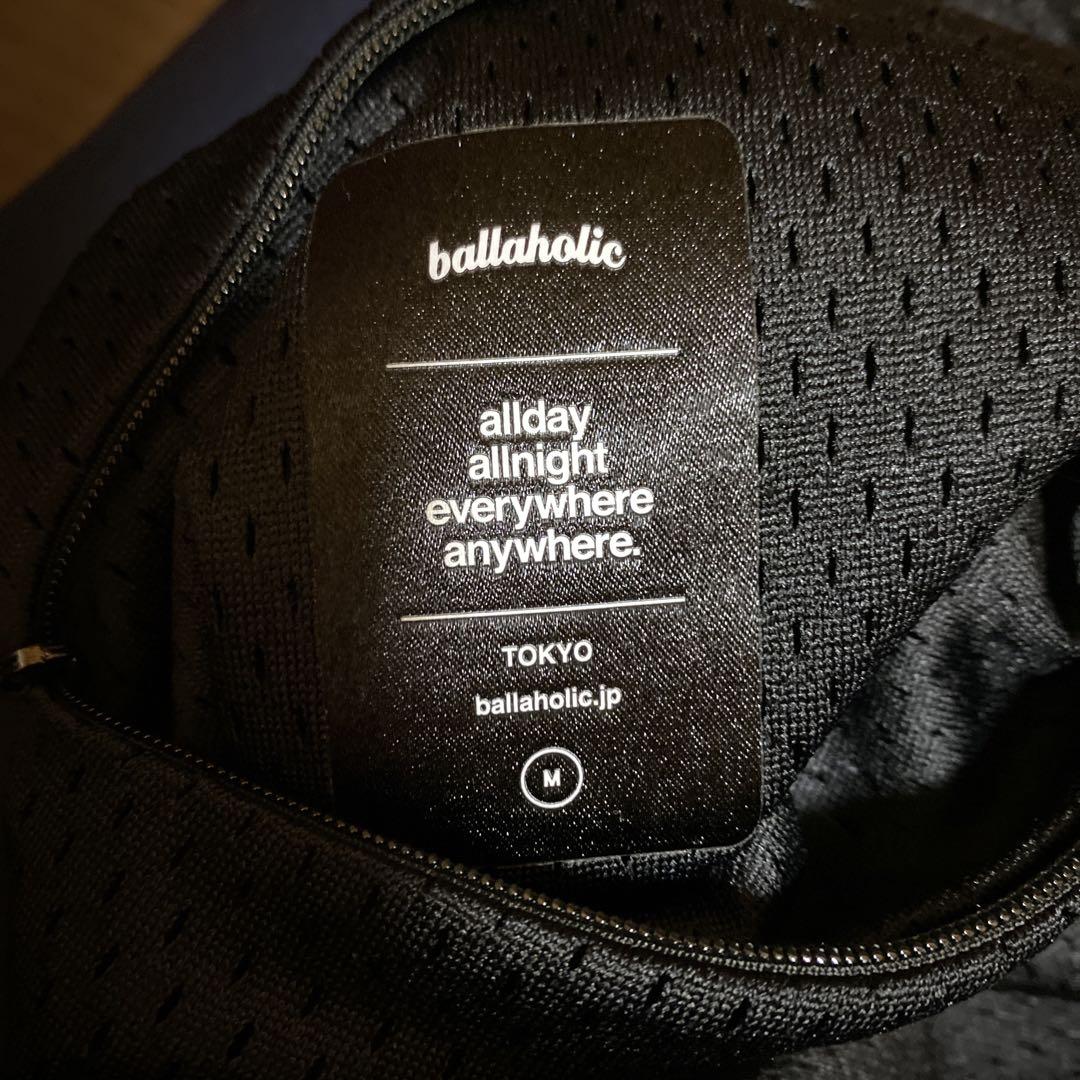 ballaholic
allday
allnight
everywhere
anywhere.
TOKYO
ballaholic.jp
M